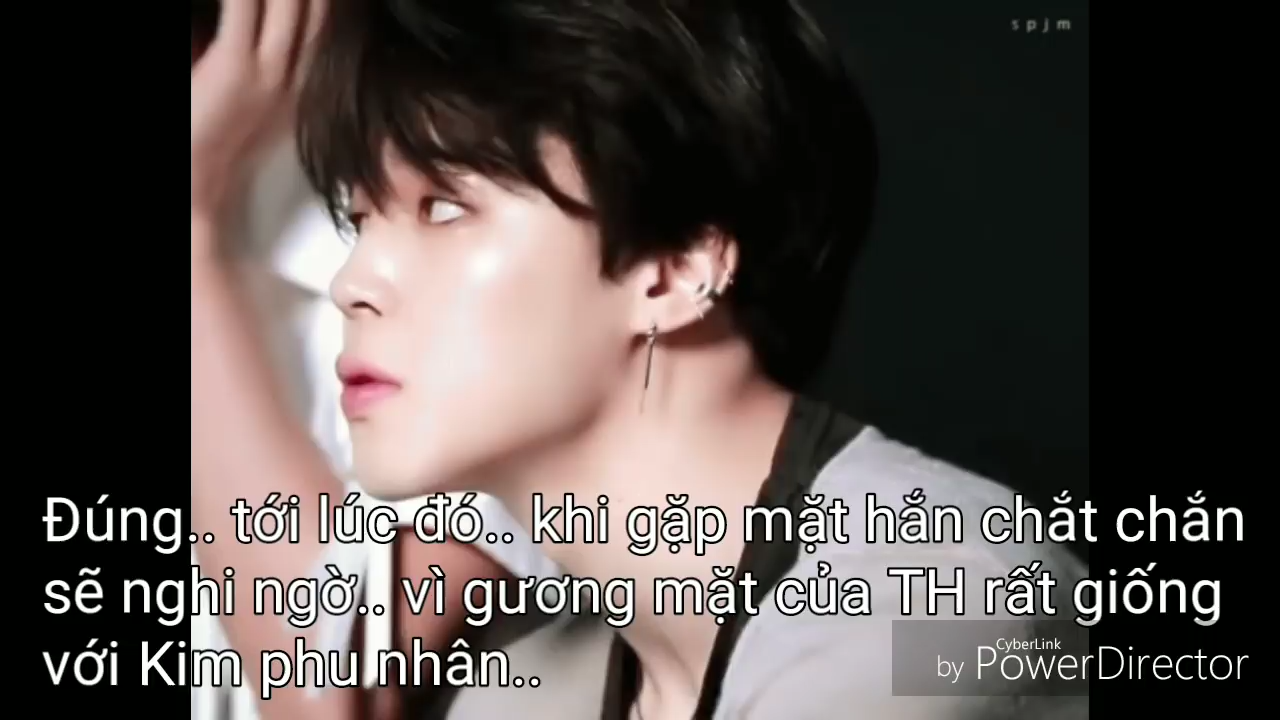 spjm
Đúng.. tới lúc đó.. khi gặp mặt hắn chắt chắn
sẽ nghi ngờ.. vì gương mặt của TH rất giống
với Kim phu nhân..
CyberLink
by PowerDirector